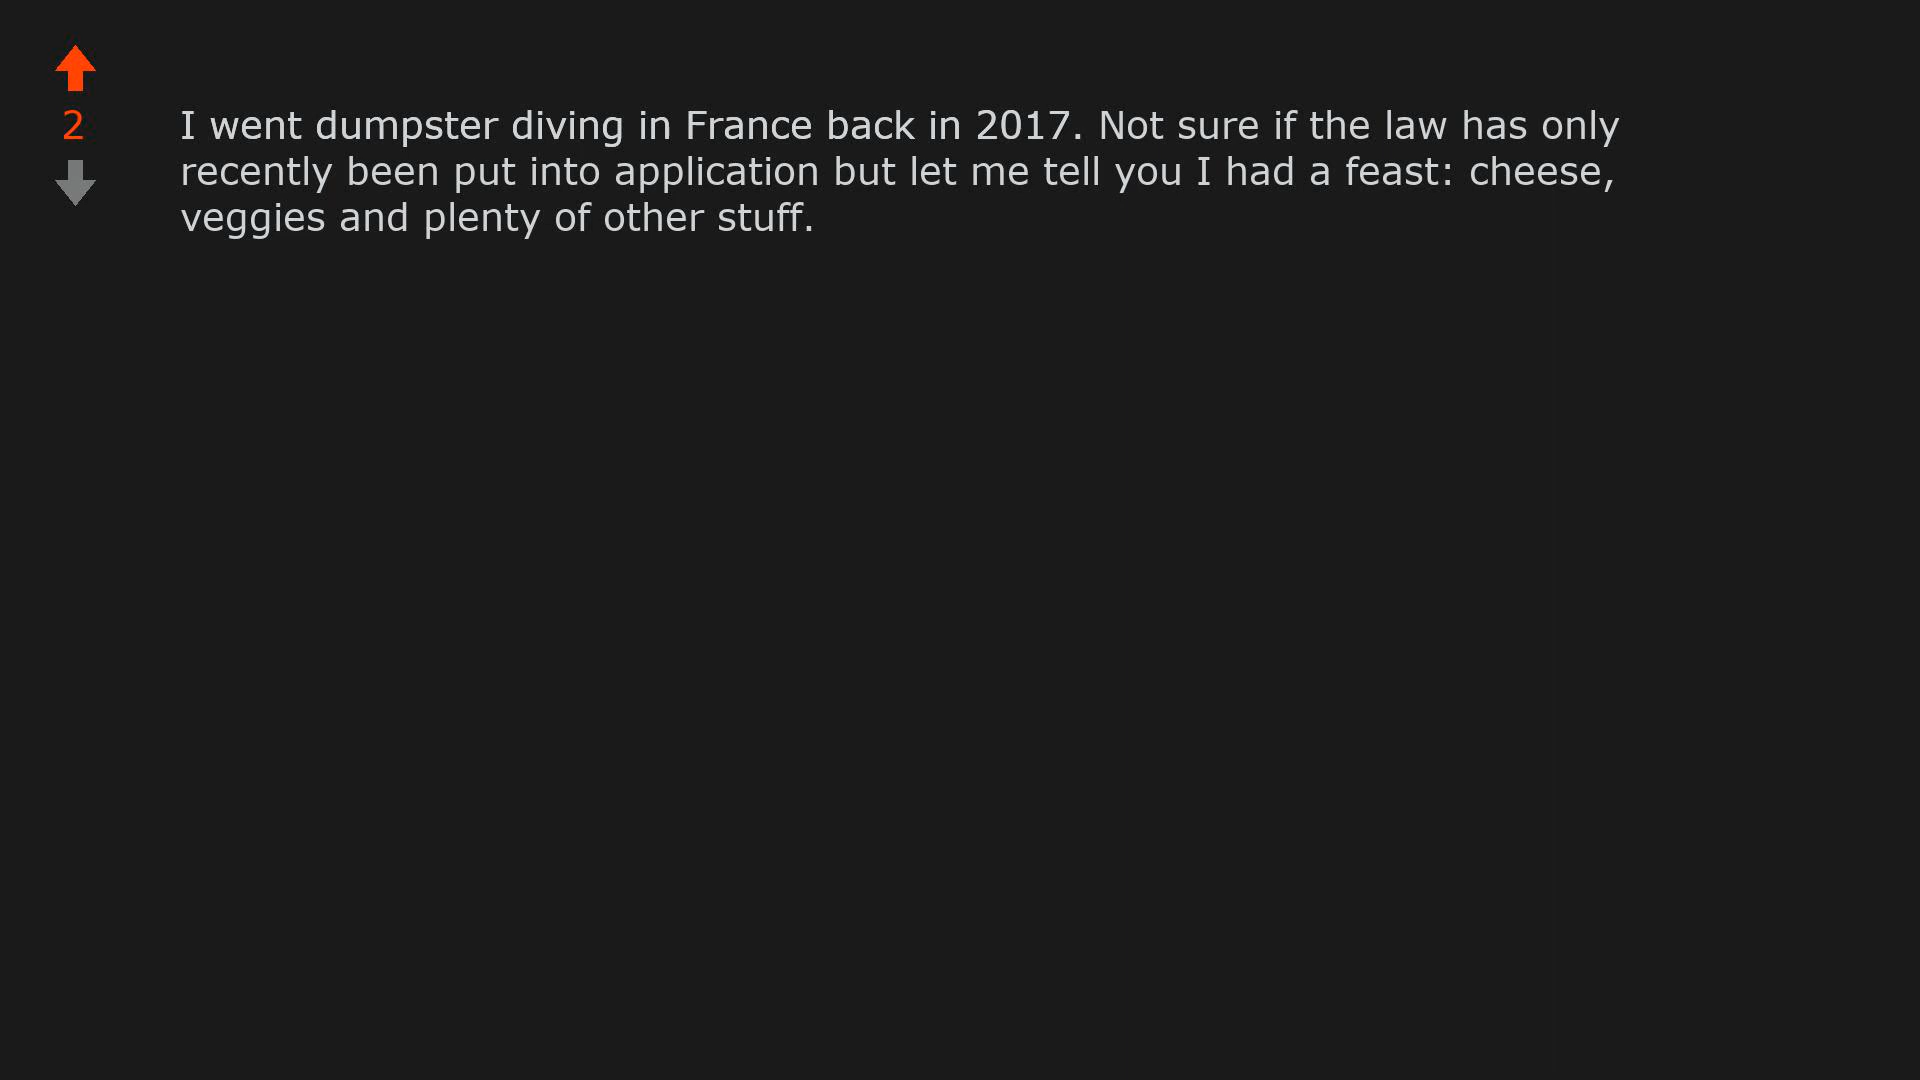 2
I went dumpster diving in France back in 2017. Not sure if the law has only
recently been put into application but let me tell you I had a feast: cheese,
veggies and plenty of other stuff.